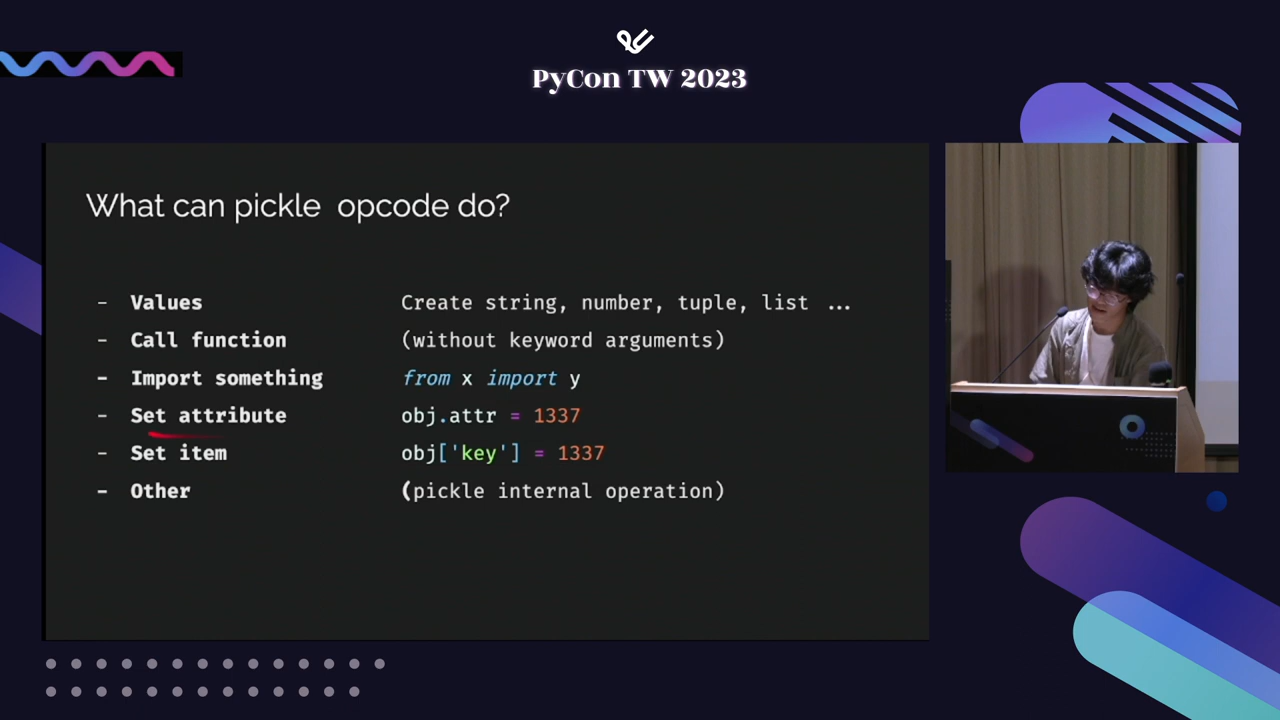 PyCon TW 2023
What can pickle opcode do?
- Values Create string, number, tuple, list ...
- Call function (without keyword arguments)
- Import something from x import y
- Set attribute obj.attr = 1337
- Set item obj['key'] = 1337
- Other (pickle internal operation)